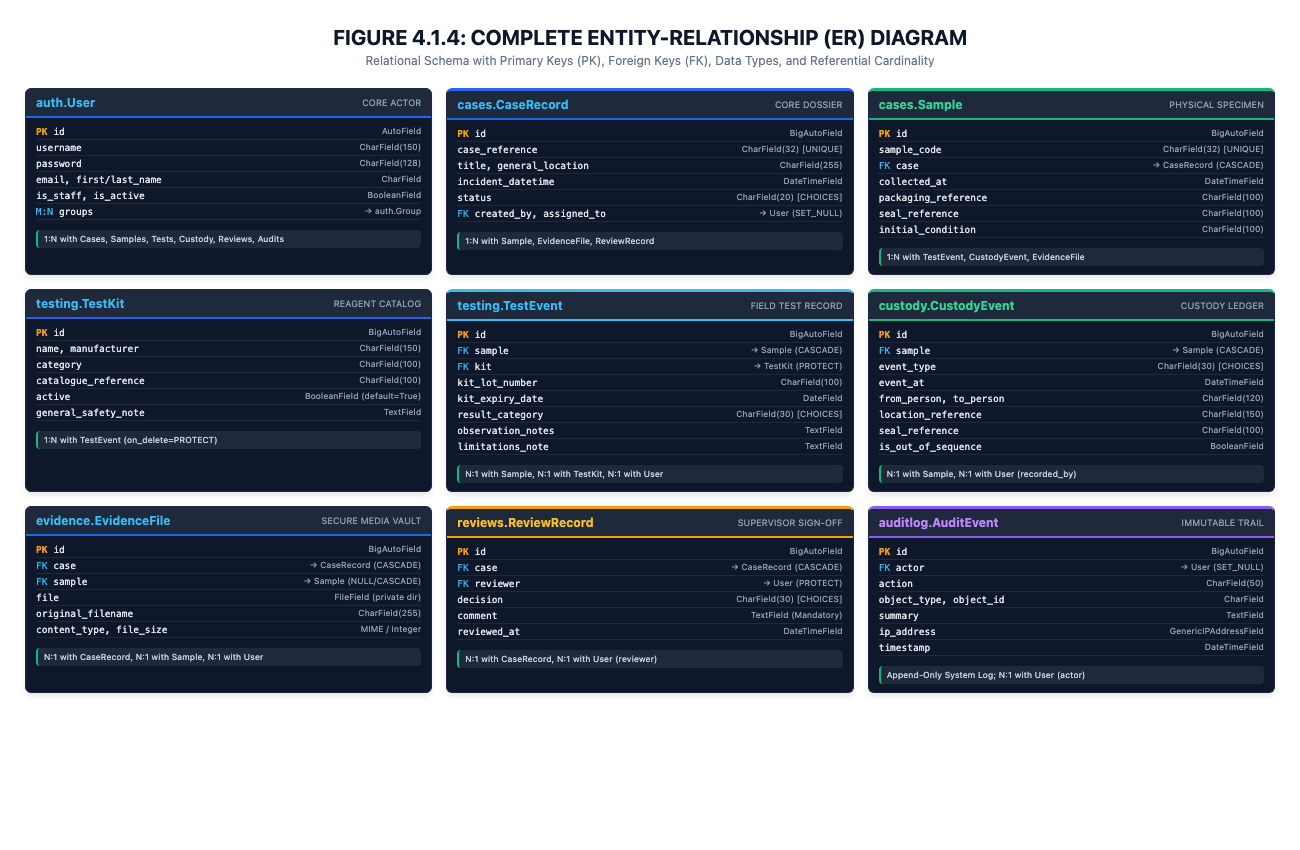 FIGURE 4.1.4: COMPLETE ENTITY-RELATIONSHIP (ER) DIAGRAM
Relational Schema with Primary Keys (PK), Foreign Keys (FK), Data Types, and Referential Cardinality
auth.User CORE ACTOR
PK id AutoField
username CharField(150)
password CharField(128)
email, first/last_name CharField
is_staff, is_active BooleanField
M:N groups → auth.Group
1:N with Cases, Samples, Tests, Custody, Reviews, Audits
cases.CaseRecord CORE DOSSIER
PK id BigAutoField
case_reference CharField(32) [UNIQUE]
title, general_location CharField(255)
incident_datetime DateTimeField
status CharField(20) [CHOICES]
FK created_by, assigned_to → User (SET_NULL)
1:N with Sample, EvidenceFile, ReviewRecord
cases.Sample PHYSICAL SPECIMEN
PK id BigAutoField
sample_code CharField(32) [UNIQUE]
FK case → CaseRecord (CASCADE)
collected_at DateTimeField
packaging_reference CharField(100)
seal_reference CharField(100)
initial_condition CharField(100)
1:N with TestEvent, CustodyEvent, EvidenceFile
testing.TestKit REAGENT CATALOG
PK id BigAutoField
name, manufacturer CharField(150)
category CharField(100)
catalogue_reference CharField(100)
active BooleanField (default=True)
general_safety_note TextField
1:N with TestEvent (on_delete=PROTECT)
testing.TestEvent FIELD TEST RECORD
PK id BigAutoField
FK sample → Sample (CASCADE)
FK kit → TestKit (PROTECT)
kit_lot_number CharField(100)
kit_expiry_date DateField
result_category CharField(30) [CHOICES]
observation_notes TextField
limitations_note TextField
N:1 with Sample, N:1 with TestKit, N:1 with User
custody.CustodyEvent CUSTODY LEDGER
PK id BigAutoField
FK sample → Sample (CASCADE)
event_type CharField(30) [CHOICES]
event_at DateTimeField
from_person, to_person CharField(120)
location_reference CharField(150)
seal_reference CharField(100)
is_out_of_sequence BooleanField
N:1 with Sample, N:1 with User (recorded_by)
evidence.EvidenceFile SECURE MEDIA VAULT
PK id BigAutoField
FK case → CaseRecord (CASCADE)
FK sample → Sample (NULL/CASCADE)
file FileField (private dir)
original_filename CharField(255)
content_type, file_size MIME / Integer
N:1 with CaseRecord, N:1 with Sample, N:1 with User
reviews.ReviewRecord SUPERVISOR SIGN-OFF
PK id BigAutoField
FK case → CaseRecord (CASCADE)
FK reviewer → User (PROTECT)
decision CharField(30) [CHOICES]
comment TextField (Mandatory)
reviewed_at DateTimeField
N:1 with CaseRecord, N:1 with User (reviewer)
auditlog.AuditEvent IMMUTABLE TRAIL
PK id BigAutoField
FK actor → User (SET_NULL)
action CharField(50)
object_type, object_id CharField
summary TextField
ip_address GenericIPAddressField
timestamp DateTimeField
Append-Only System Log; N:1 with User (actor)